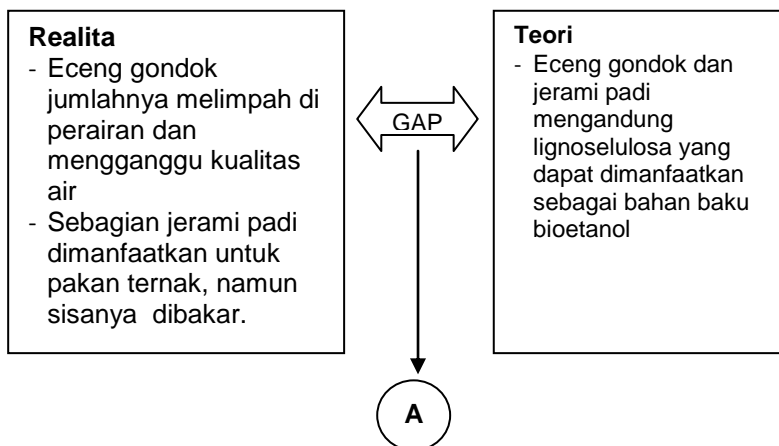 Realita
- Eceng gondok
jumlahnya melimpah di
perairan dan
mengganggu kualitas
air
- Sebagian jerami padi
dimanfaatkan untuk
pakan ternak, namun
sisanya dibakar.
GAP
Teori
- Eceng gondok dan
jerami padi
mengandung
lignoselulosa yang
dapat dimanfaatkan
sebagai bahan baku
bioetanol
A